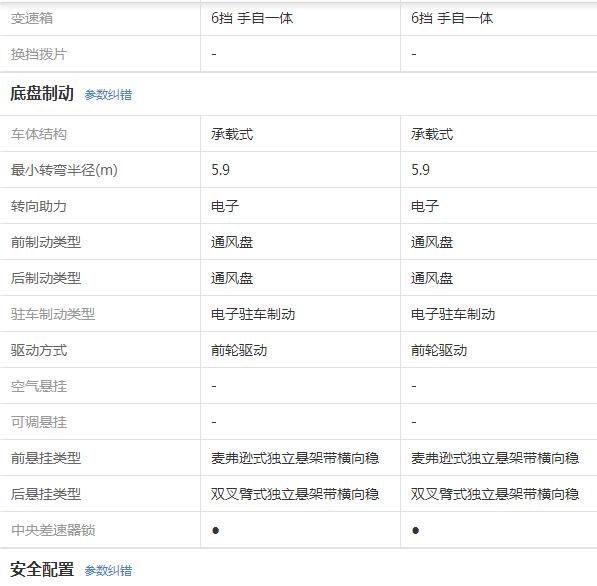 变速箱 6挡 手自一体 6挡 手自一体
换挡拨片 - -
底盘制动 参数纠错
车体结构 承载式 承载式
最小转弯半径(m) 5.9 5.9
转向助力 电子 电子
前制动类型 通风盘 通风盘
后制动类型 通风盘 通风盘
驻车制动类型 电子驻车制动 电子驻车制动
驱动方式 前轮驱动 前轮驱动
空气悬挂 - -
可调悬挂 - -
前悬挂类型 麦弗逊式独立悬架带横向稳 麦弗逊式独立悬架带横向稳
后悬挂类型 双叉臂式独立悬架带横向稳 双叉臂式独立悬架带横向稳
中央差速器锁 ● ●
安全配置 参数纠错